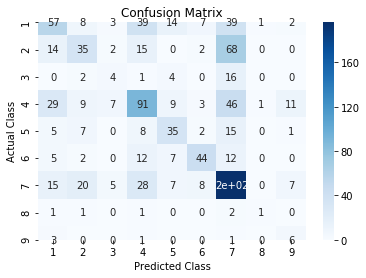 Confusion Matrix
1 57 8 3 39 14 7 39 1 2
2 14 35 2 15 0 2 68 0 0
3 0 2 4 1 4 0 16 0 0
4 29 9 7 91 9 3 46 1 11
5 5 7 0 8 35 2 15 0 1
6 5 2 0 12 7 44 12 0 0
7 15 20 5 28 7 8 2e+02 0 7
8 1 1 0 1 0 0 2 1 0
9 3 0 0 1 0 0 1 0 6
1 2 3 4 5 6 7 8 9
Predicted Class
Actual Class
160
120
80
40
0